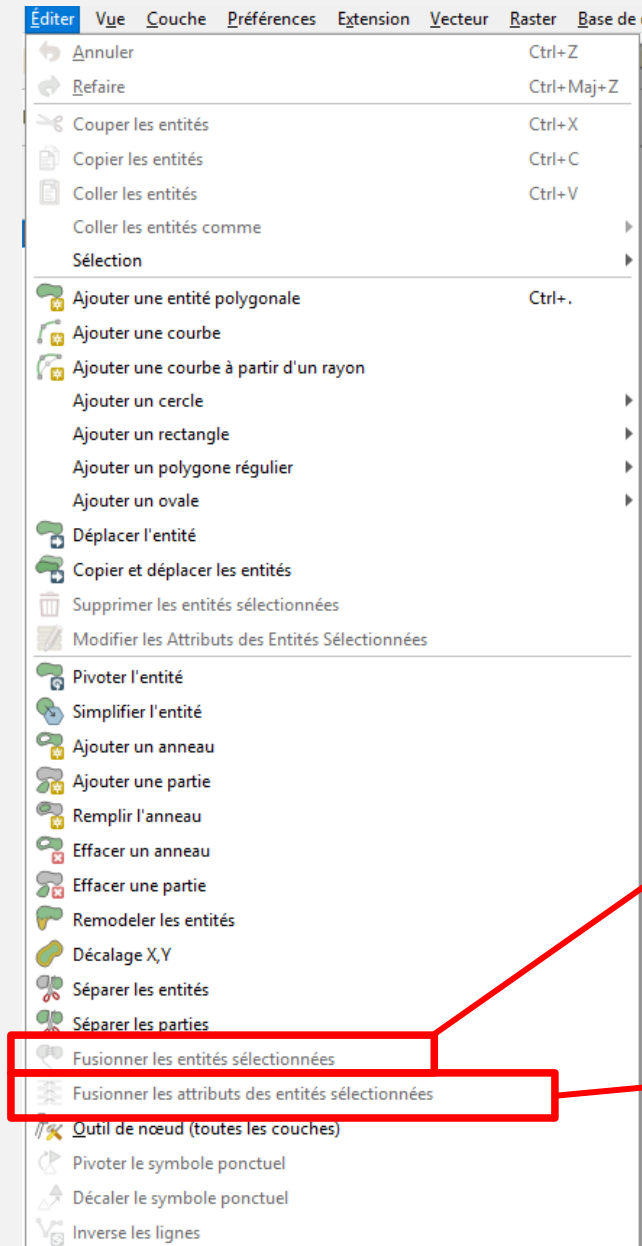 Éditer Vue Couche Préférences Extension Vecteur Raster Base de
Annuler Ctrl+Z
Refaire Ctrl+Maj+Z
Couper les entités Ctrl+X
Copier les entités Ctrl+C
Coller les entités Ctrl+V
Coller les entités comme
Sélection
Ajouter une entité polygonale Ctrl+.
Ajouter une courbe
Ajouter une courbe à partir d'un rayon
Ajouter un cercle
Ajouter un rectangle
Ajouter un polygone régulier
Ajouter un ovale
Déplacer l'entité
Copier et déplacer les entités
Supprimer les entités sélectionnées
Modifier les Attributs des Entités Sélectionnées
Pivoter l'entité
Simplifier l'entité
Ajouter un anneau
Ajouter une partie
Remplir l'anneau
Effacer un anneau
Effacer une partie
Remodeler les entités
Décalage X,Y
Séparer les entités
Séparer les parties
Fusionner les entités sélectionnées
Fusionner les attributs des entités sélectionnées
Outil de nœud (toutes les couches)
Pivoter le symbole ponctuel
Décaler le symbole ponctuel
Inverse les lignes